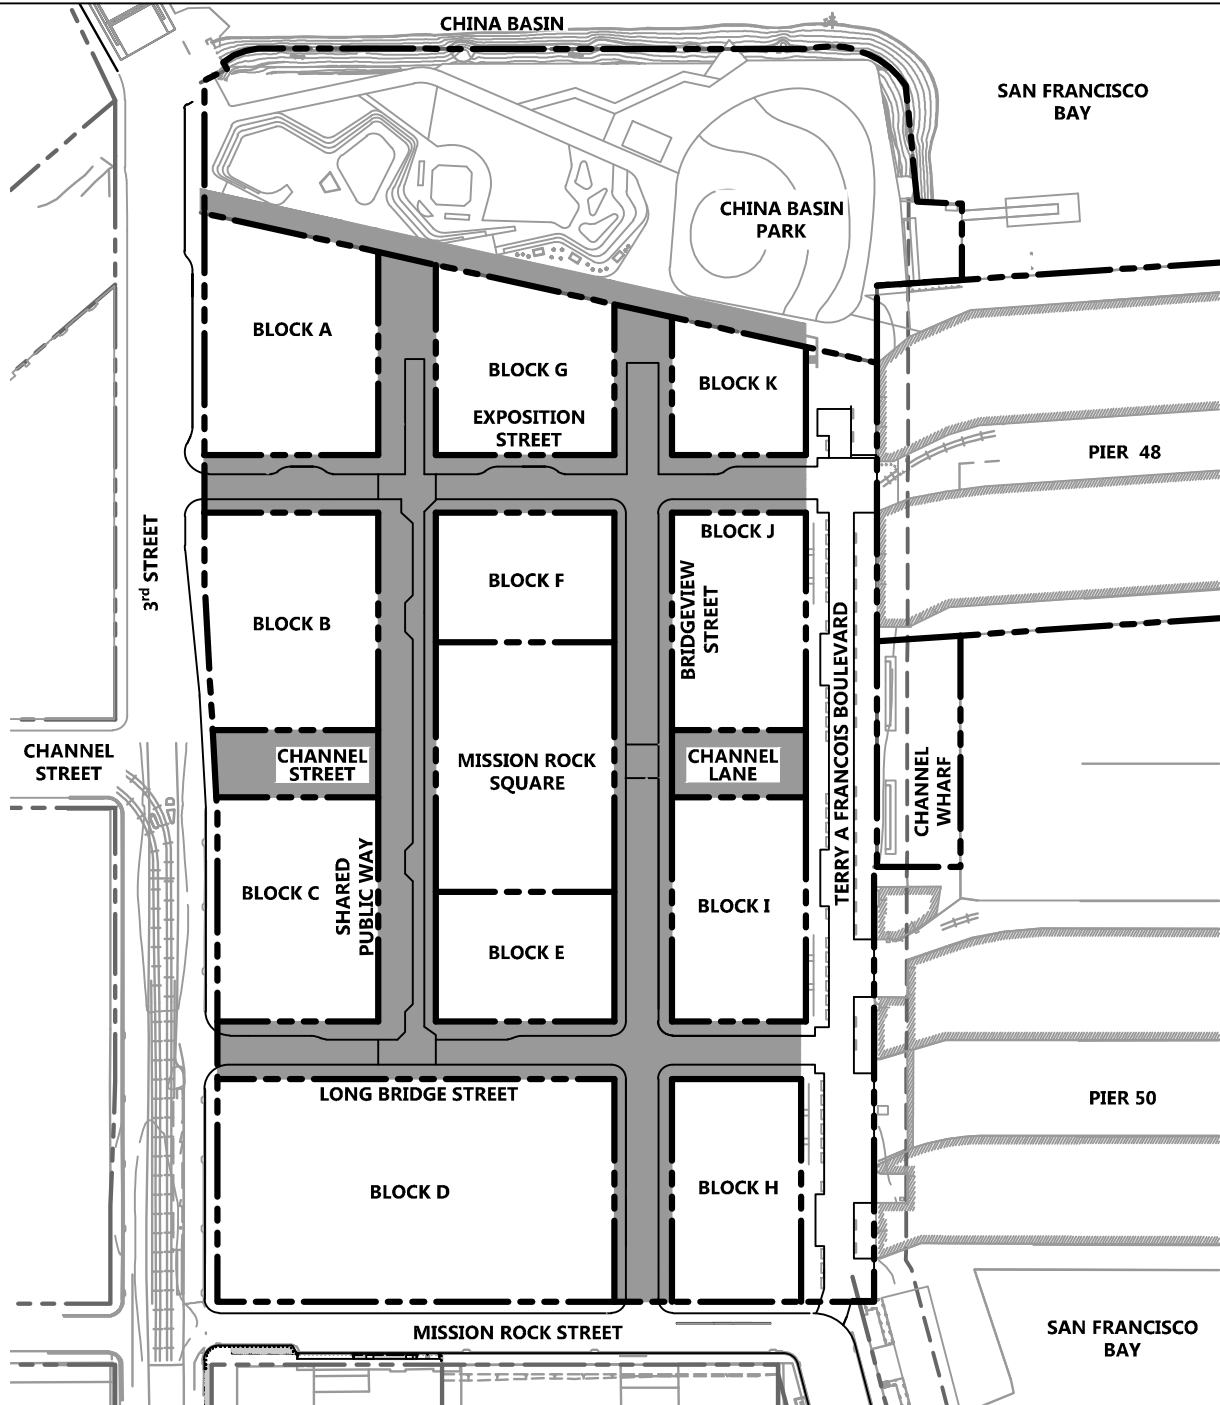 CHINA BASIN
SAN FRANCISCO
BAY
CHINA BASIN
PARK
BLOCK A
BLOCK G
BLOCK K
EXPOSITION
STREET
PIER 48
3rd STREET
BLOCK J
BLOCK F
BRIDGEVIEW
STREET
BLOCK B
TERRY A FRANCOIS BOULEVARD
CHANNEL
STREET
CHANNEL
STREET
MISSION ROCK
SQUARE
CHANNEL
LANE
CHANNEL
WHARF
BLOCK C
SHARED
PUBLIC WAY
BLOCK I
BLOCK E
LONG BRIDGE STREET
PIER 50
BLOCK D
BLOCK H
MISSION ROCK STREET
SAN FRANCISCO
BAY